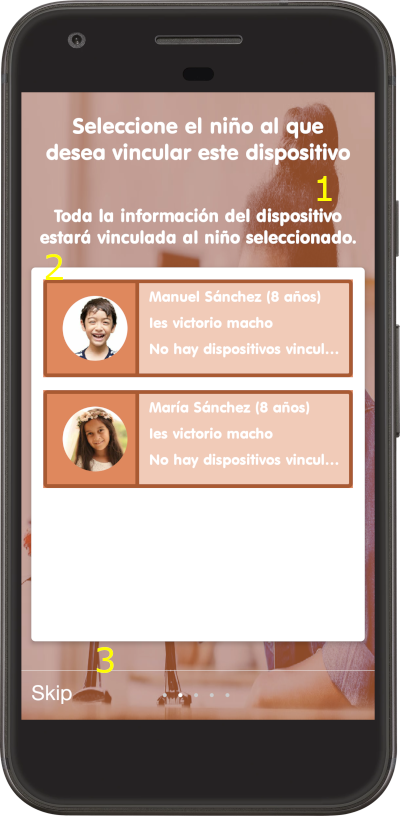 Seleccione el niño al que
desea vincular este dispositivo
1
Toda la información del dispositivo
estará vinculada al niño seleccionado.
2
Manuel Sánchez (8 años)
Ies victorio macho
No hay dispositivos vincul...
María Sánchez (8 años)
Ies victorio macho
No hay dispositivos vincul...
3
Skip